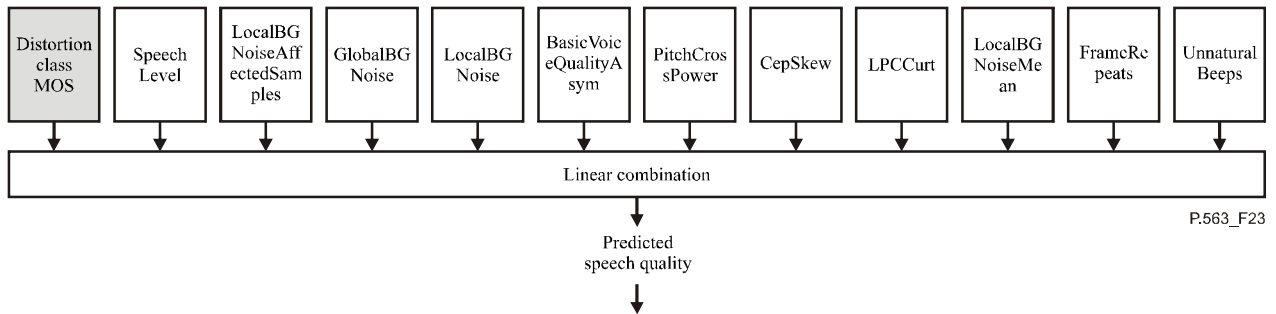 Distortion
class
MOS
Speech
Level
LocalBG
NoiseAff
ectedSam
ples
GlobalBG
Noise
LocalBG
Noise
BasicVoic
eQualityA
sym
PitchCros
sPower
CepSkew
LPCCurt
LocalBG
NoiseMe
an
FrameRe
peats
Unnatural
Beeps
Linear combination
P.563_F23
Predicted
speech quality